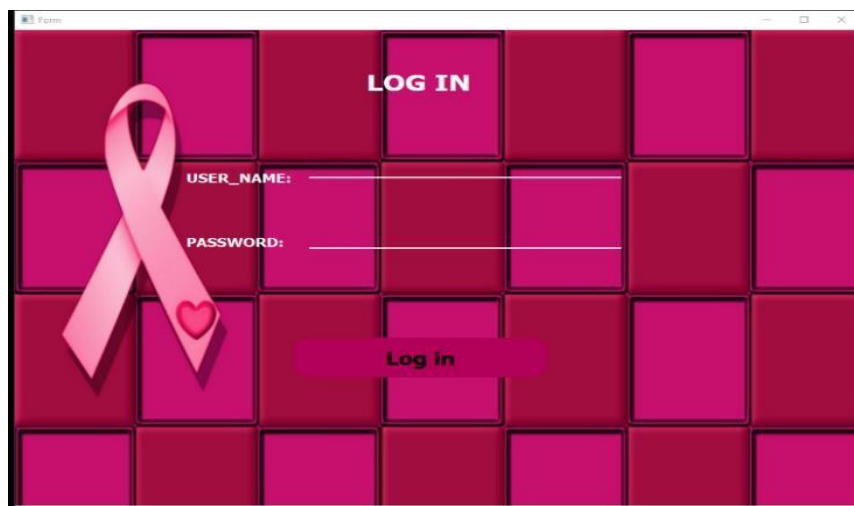 Form
LOG IN
USER_NAME:
PASSWORD:
Log in